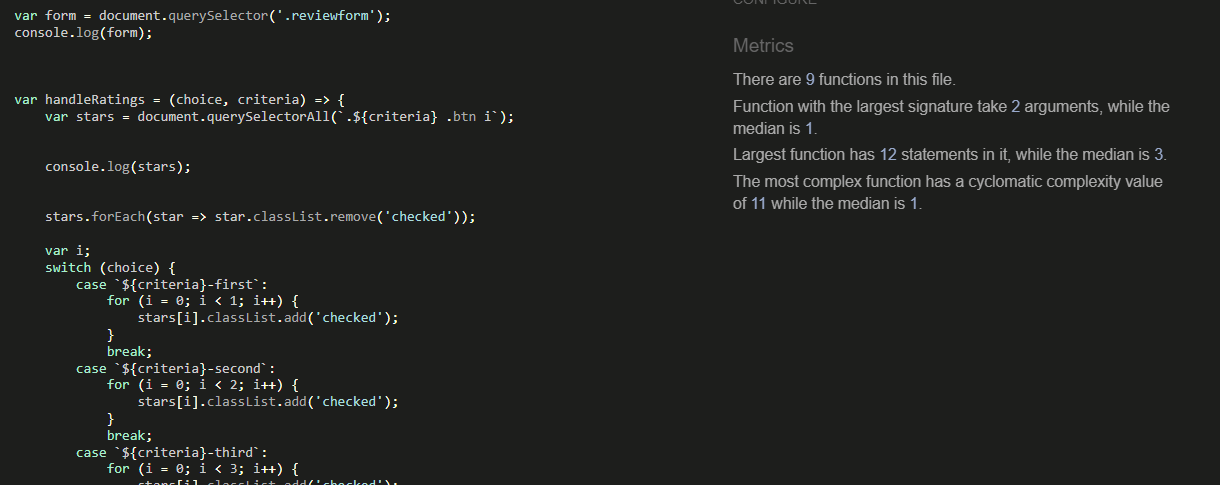 var form = document.querySelector('.reviewform');
console.log(form);
var handleRatings = (choice, criteria) => {
var stars = document.querySelectorAll(`.${criteria} .btn i`);
console.log(stars);
stars.forEach(star => star.classList.remove('checked'));
var i;
switch (choice) {
case `${criteria}-first`:
for (i = 0; i < 1; i++) {
stars[i].classList.add('checked');
}
break;
case `${criteria}-second`:
for (i = 0; i < 2; i++) {
stars[i].classList.add('checked');
}
break;
case `${criteria}-third`:
for (i = 0; i < 3; i++) {
stars[i].classList.add('checked');
CONFIGURE
Metrics
There are 9 functions in this file.
Function with the largest signature take 2 arguments, while the
median is 1.
Largest function has 12 statements in it, while the median is 3.
The most complex function has a cyclomatic complexity value
of 11 while the median is 1.